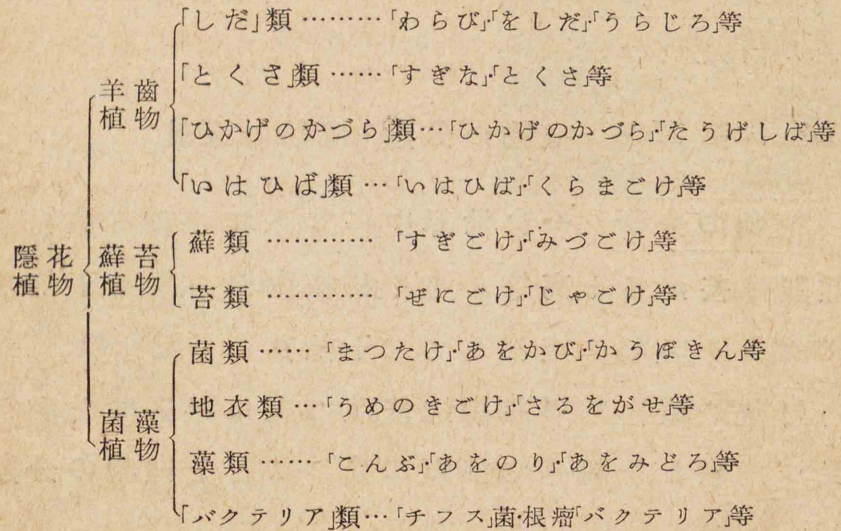 隱花植物
羊齒植物
「しだ」類………「わらび」・「をしだ」・「うらじろ」等
「とくさ」類……「すぎな」・「とくさ」等
「ひかげのかづら」類…「ひかげのかづら」・「たうげしば」等
「いはひば」類…「いはひば」・「くらまごけ」等
蘚苔植物
蘚類…………「すぎごけ」・「みづごけ」等
苔類…………「ぜにごけ」・「じやごけ」等
菌藻植物
菌類……「まつたけ」・「あをかび」・「かうぼきん」等
地衣類…「うめのきごけ」・「さるをがせ」等
藻類……「こんぶ」・「あをのり」・「あをみどろ」等
「バクテリア」類…「チフス」菌・根瘤「バクテリア」等